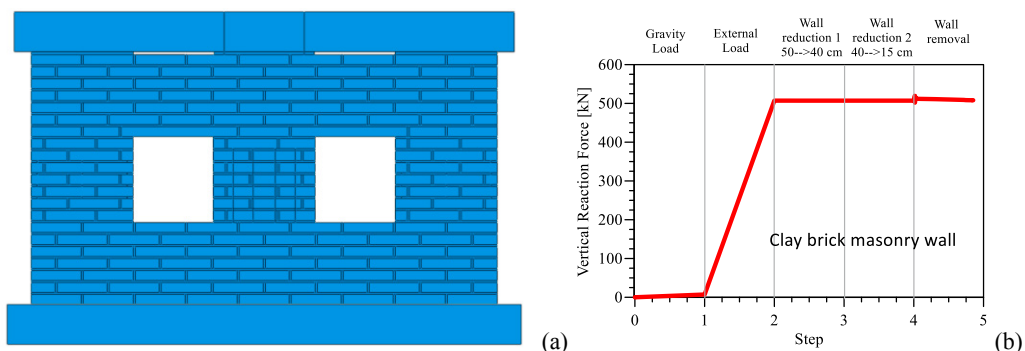 Gravity
Load
External
Load
Wall
reduction 1
50-->40 cm
Wall
reduction 2
40-->15 cm
Wall
removal
Vertical Reaction Force [kN]
600
500
400
300
200
100
0
Clay brick masonry wall
0 1 2 3 4 5
Step
(a)
(b)